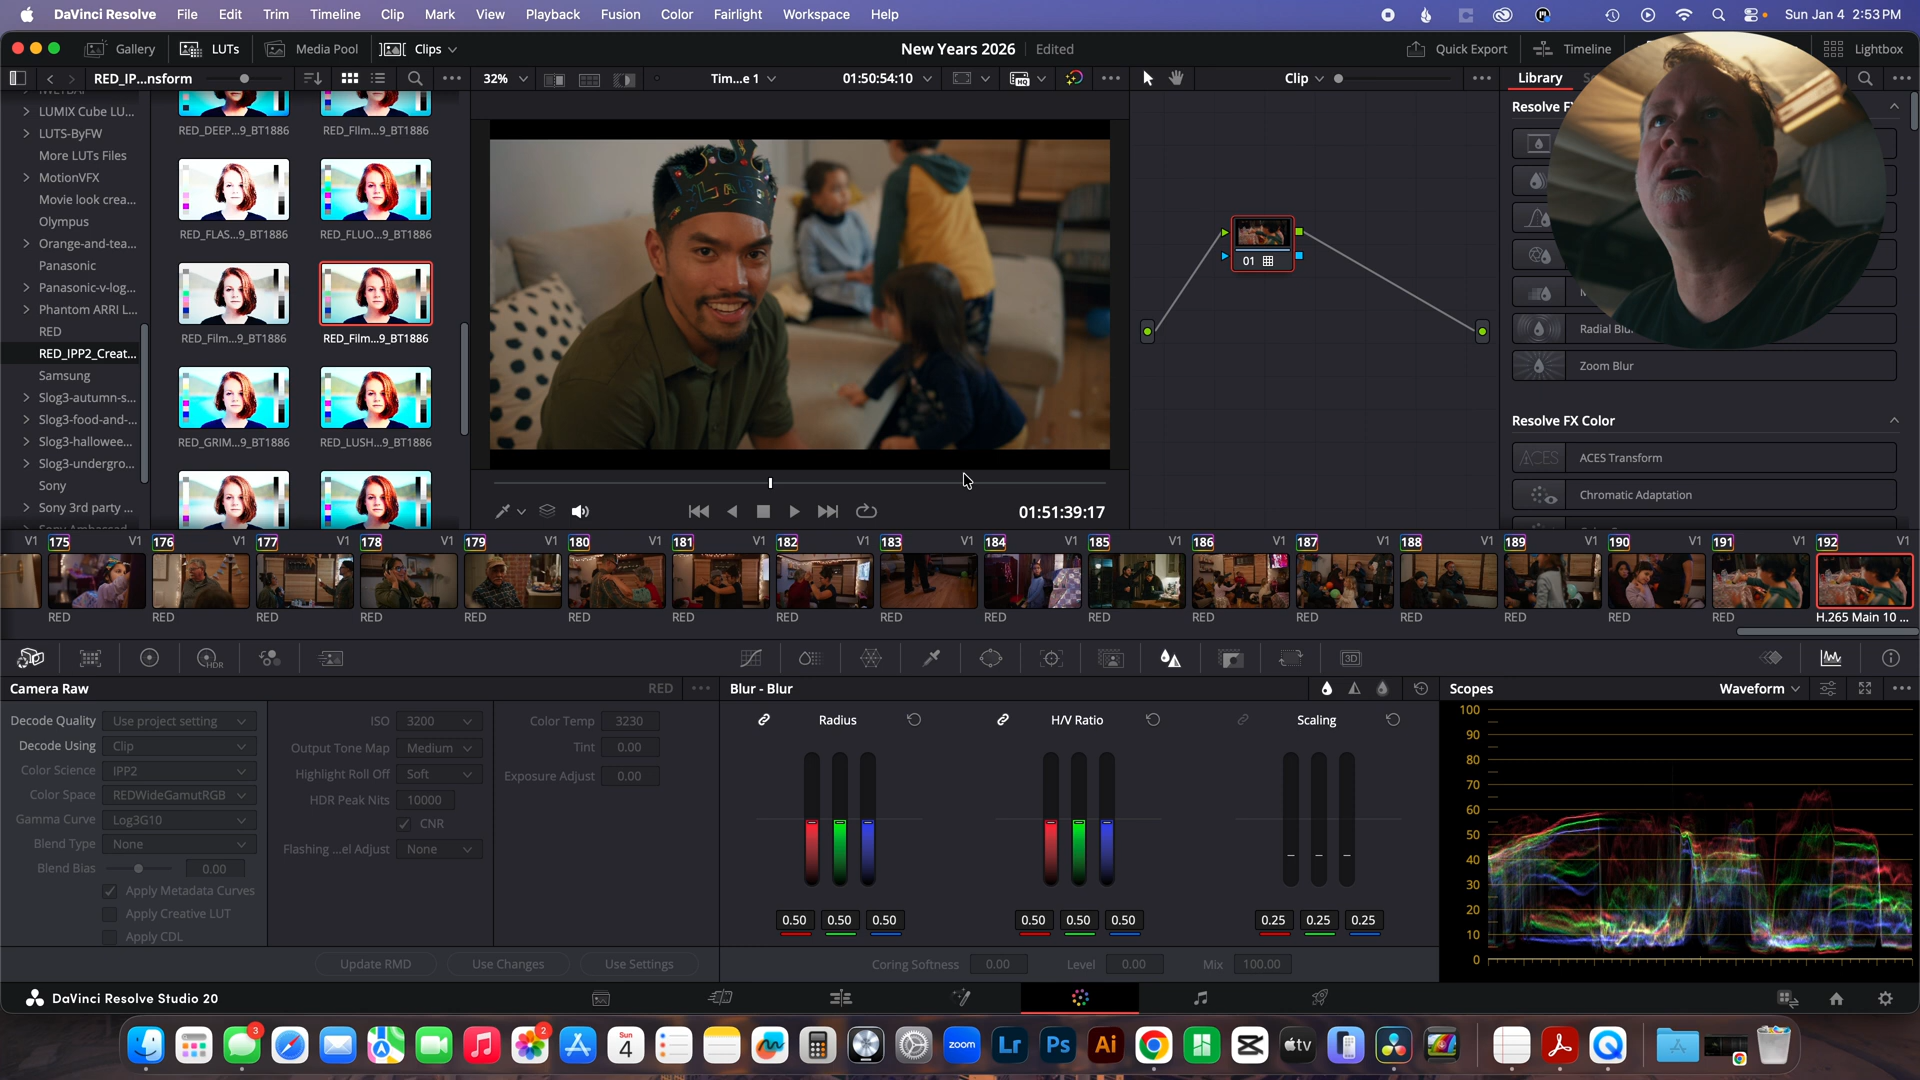 DaVinci Resolve File Edit Trim Timeline Clip Mark View Playback Fusion Color Fairlight Workspace Help Sun Jan 4 2:53 PM
Gallery LUTs Media Pool Clips New Years 2026 Edited Quick Export Timeline Lightbox
RED_IP...nsform 32% Tim...e 1 01:50:54:10 Clip Library
LUMIX Cube LU...
LUTS-ByFW
More LUTs Files
MotionVFX
Movie look crea...
Olympus
Orange-and-tea...
Panasonic
Panasonic-v-log...
Phantom ARRI L...
RED
RED_IPP2_Creat...
Samsung
Slog3-autumn-s...
Slog3-food-and-...
Slog3-hallowee...
Slog3-undergro...
Sony
Sony 3rd party ...
RED_DEEP...9_BT1886 RED_FIlm...9_BT1886
RED_FLAS...9_BT1886 RED_FLUO...9_BT1886
RED_Film...9_BT1886 RED_Film...9_BT1886
RED_GRIM...9_BT1886 RED_LUSH...9_BT1886
01:51:39:17
01
Resolve F
Radial Blu
Zoom Blur
Resolve FX Color
ACES ACES Transform
Chromatic Adaptation
V1 175 V1 176 V1 177 V1 178 V1 179 V1 180 V1 181 V1 182 V1 183 V1 184 V1 185 V1 186 V1 187 V1 188 V1 189 V1 190 V1 191 V1 192 V1
RED RED RED RED RED RED RED RED RED RED RED RED RED RED RED RED RED H.265 Main 10 ...
HDR 3D
Camera Raw RED Blur - Blur Scopes Waveform
Decode Quality Use project setting
Decode Using Clip
Color Science IPP2
Color Space REDWideGamutRGB
Gamma Curve Log3G10
Blend Type None
Blend Bias 0.00
Apply Metadata Curves
Apply Creative LUT
Apply CDL
ISO 3200
Output Tone Map Medium
Highlight Roll Off Soft
HDR Peak Nits 10000
CNR
Flashing ...el Adjust None
Color Temp 3230
Tint 0.00
Exposure Adjust 0.00
Update RMD Use Changes Use Settings
Radius H/V Ratio Scaling
0.50 0.50 0.50 0.50 0.50 0.50 0.25 0.25 0.25
Coring Softness 0.00 Level 0.00 Mix 100.00
100
90
80
70
60
50
40
30
20
10
0
DaVinci Resolve Studio 20
3 2 Sun 4 zoom Lr Ps Ai tv